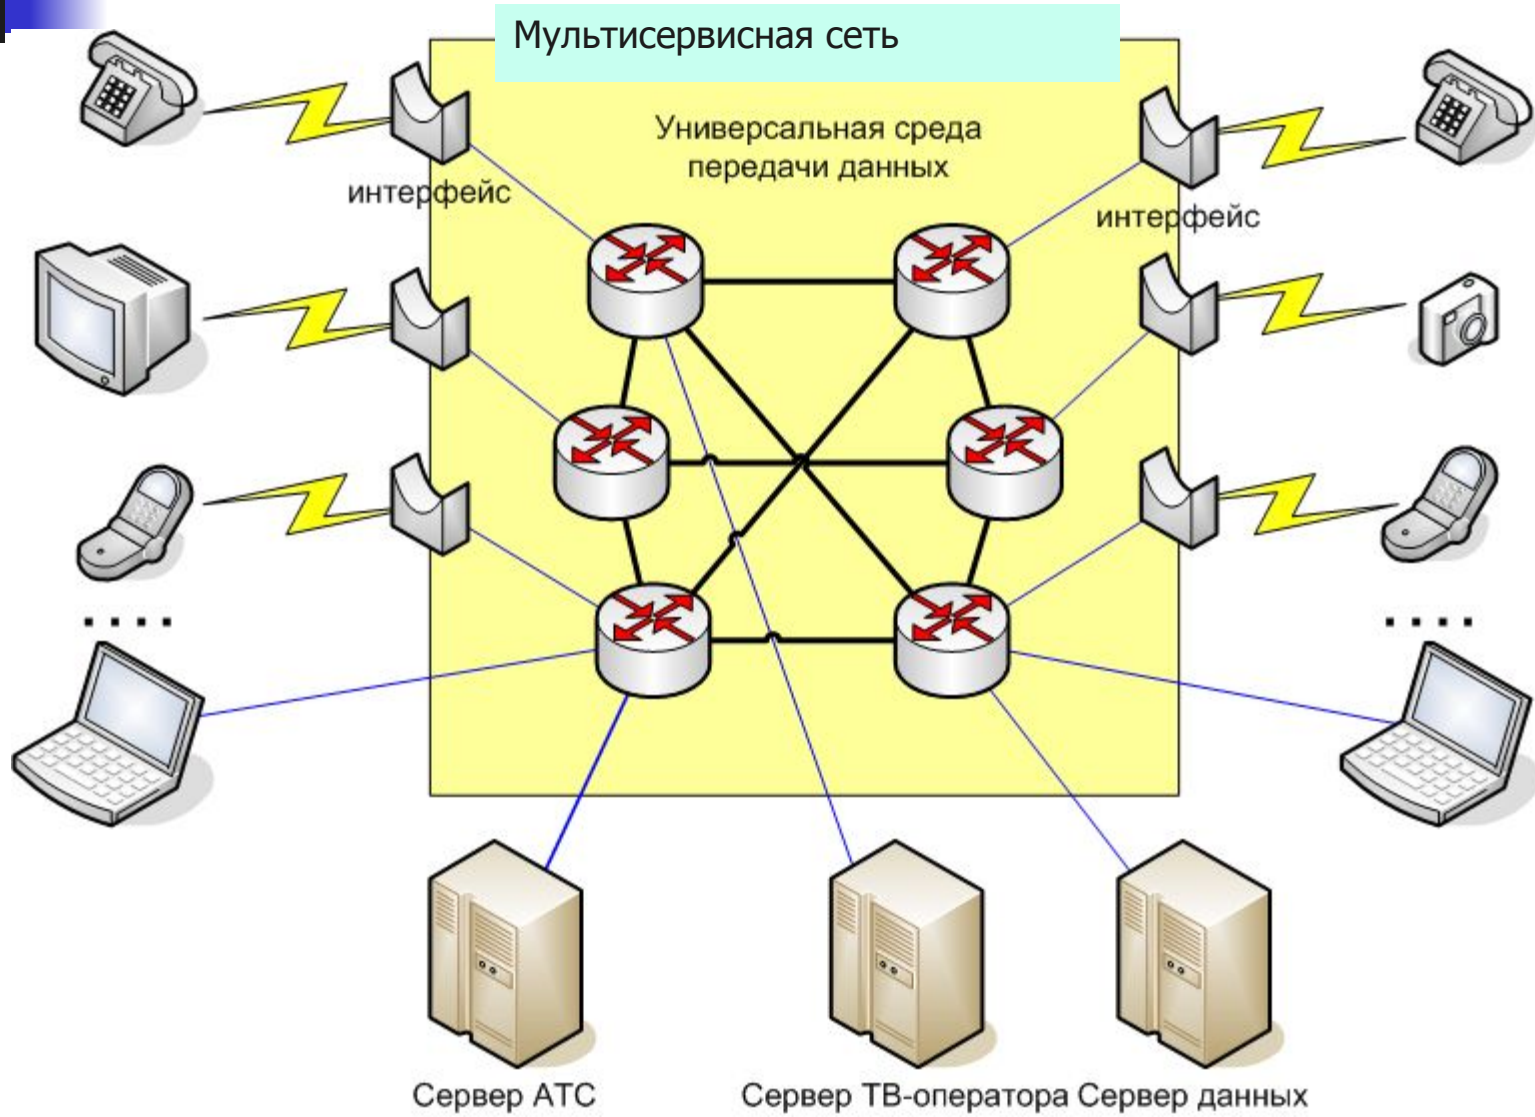 Мультисервисная сеть
Универсальная среда
передачи данных
интерфейс
интерфейс
. . . .
. . . .
Сервер АТС
Сервер ТВ-оператора
Сервер данных